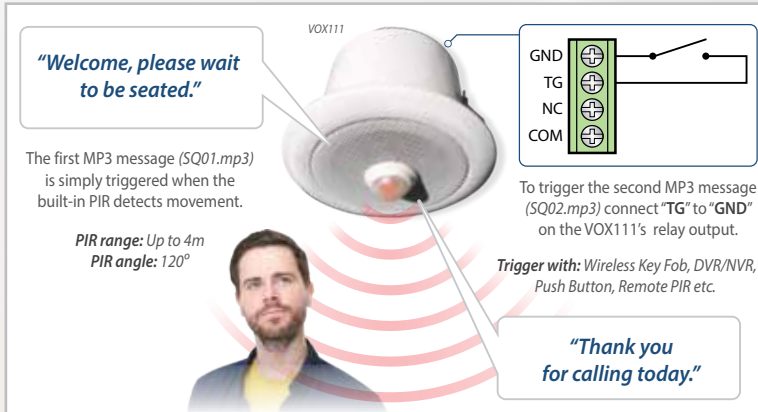 VOX111
“Welcome, please wait
to be seated.”
The first MP3 message (SQ01.mp3)
is simply triggered when the
built-in PIR detects movement.
PIR range: Up to 4m
PIR angle: 120º
GND
TG
NC
COM
To trigger the second MP3 message
(SQ02.mp3) connect “TG” to “GND”
on the VOX111’s relay output.
Trigger with: Wireless Key Fob, DVR/NVR,
Push Button, Remote PIR etc.
“Thank you
for calling today.”